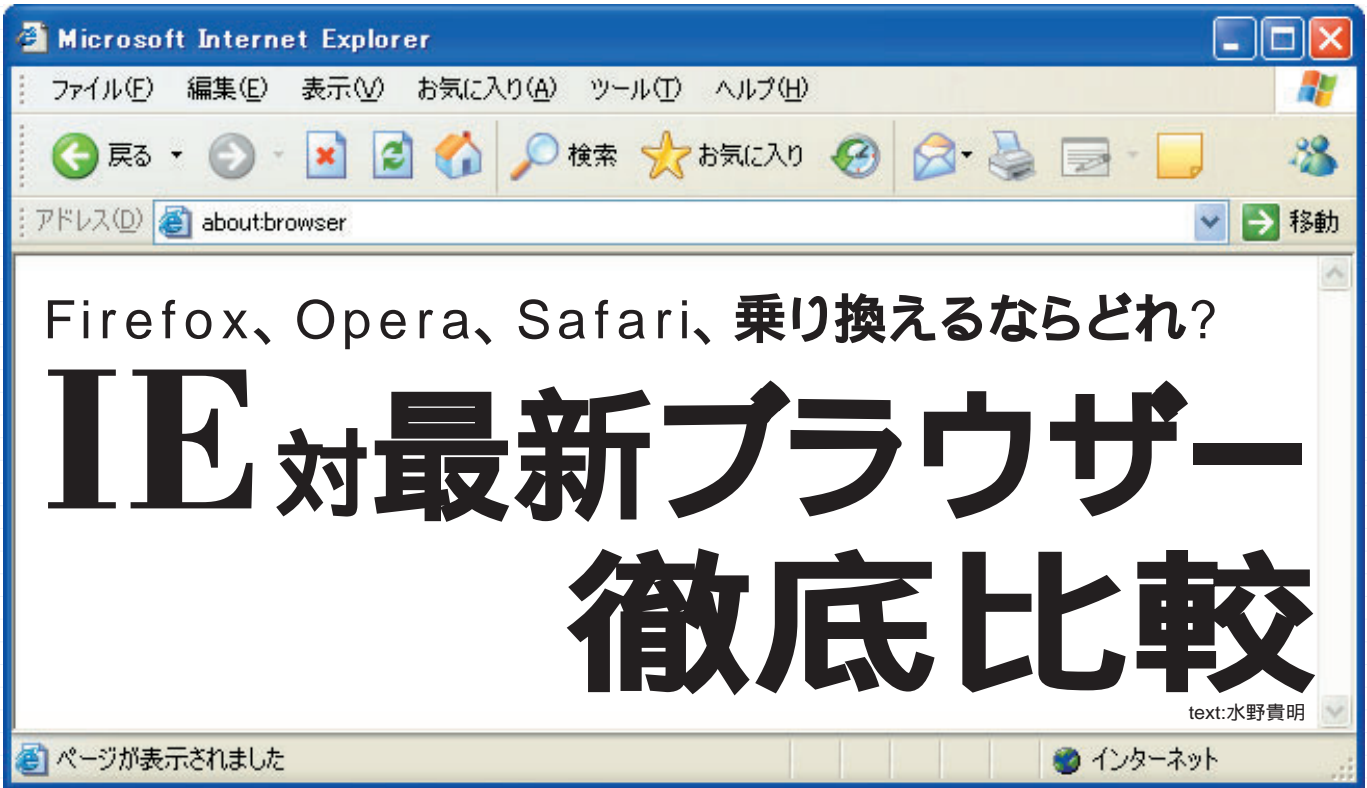 Microsoft Internet Explorer
ファイル(F) 編集(E) 表示(V) お気に入り(A) ツール(T) ヘルプ(H)
戻る 検索 お気に入り
アドレス(D) about:browser 移動
Firefox、Opera、Safari、乗り換えるならどれ?
IE対最新ブラウザー
徹底比較
text:水野貴明
ページが表示されました インターネット